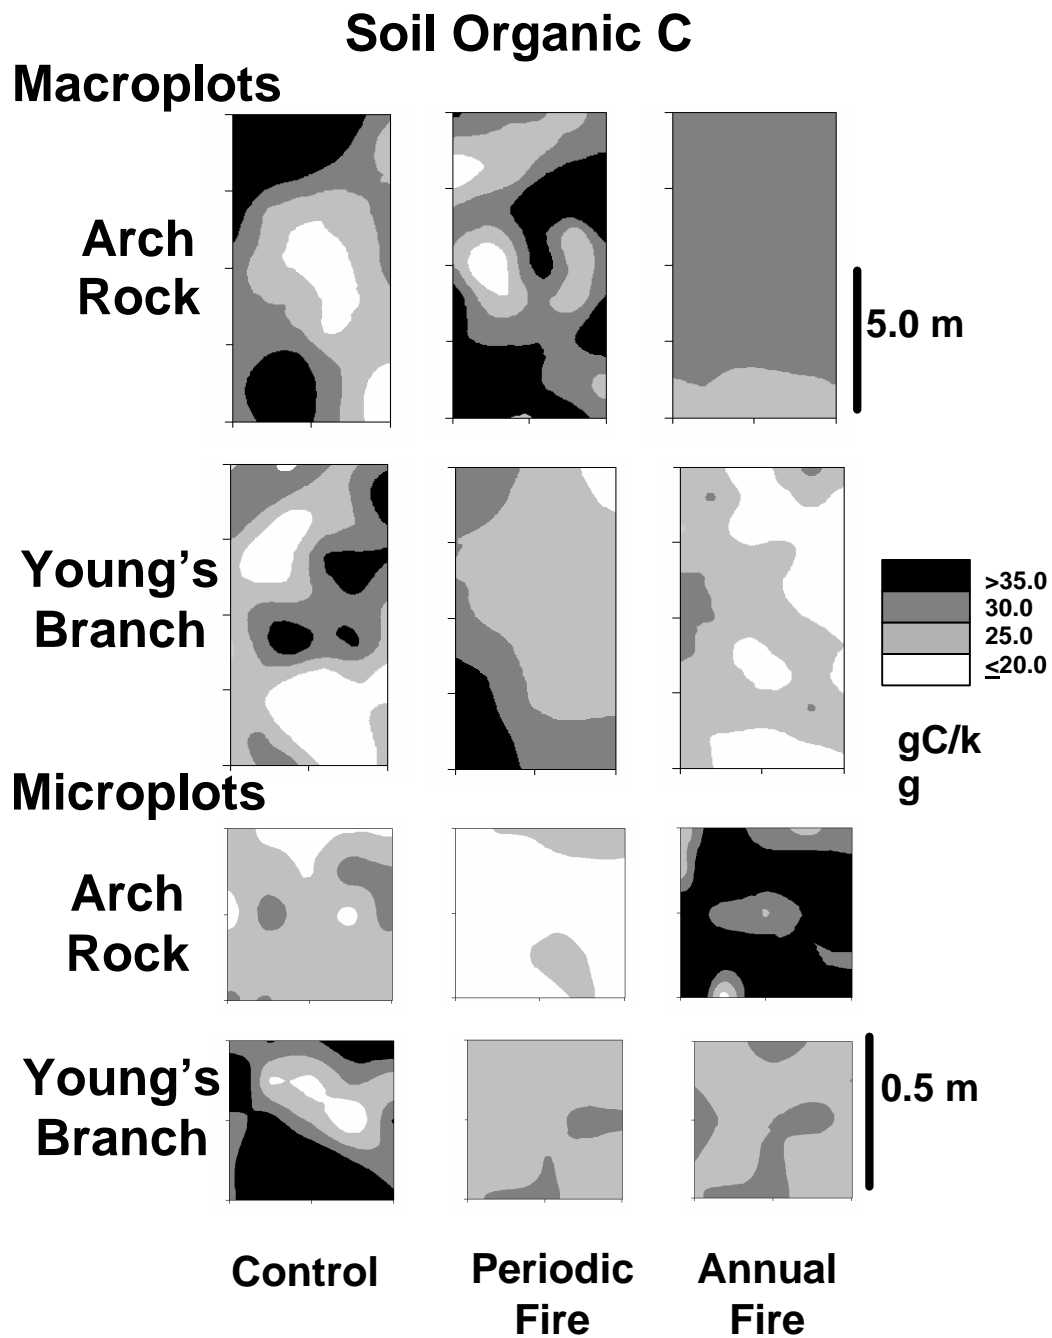 Soil Organic C
Macroplots
Arch
Rock
5.0 m
Young's
Branch
>35.0
30.0
25.0
≤20.0
gC/k
g
Microplots
Arch
Rock
Young's
Branch
0.5 m
Control
Periodic
Fire
Annual
Fire